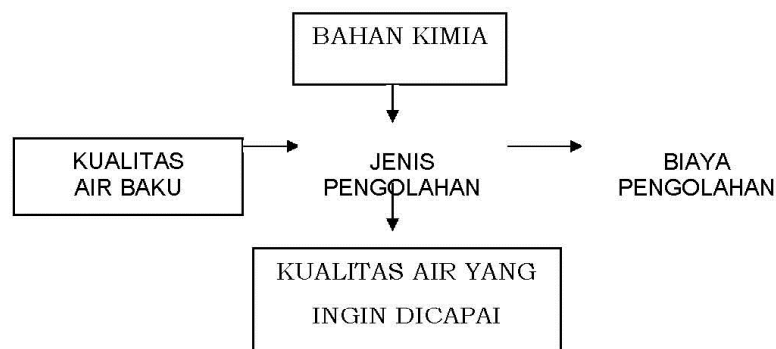 BAHAN KIMIA
KUALITAS
AIR BAKU
JENIS
PENGOLAHAN
BIAYA
PENGOLAHAN
KUALITAS AIR YANG
INGIN DICAPAI